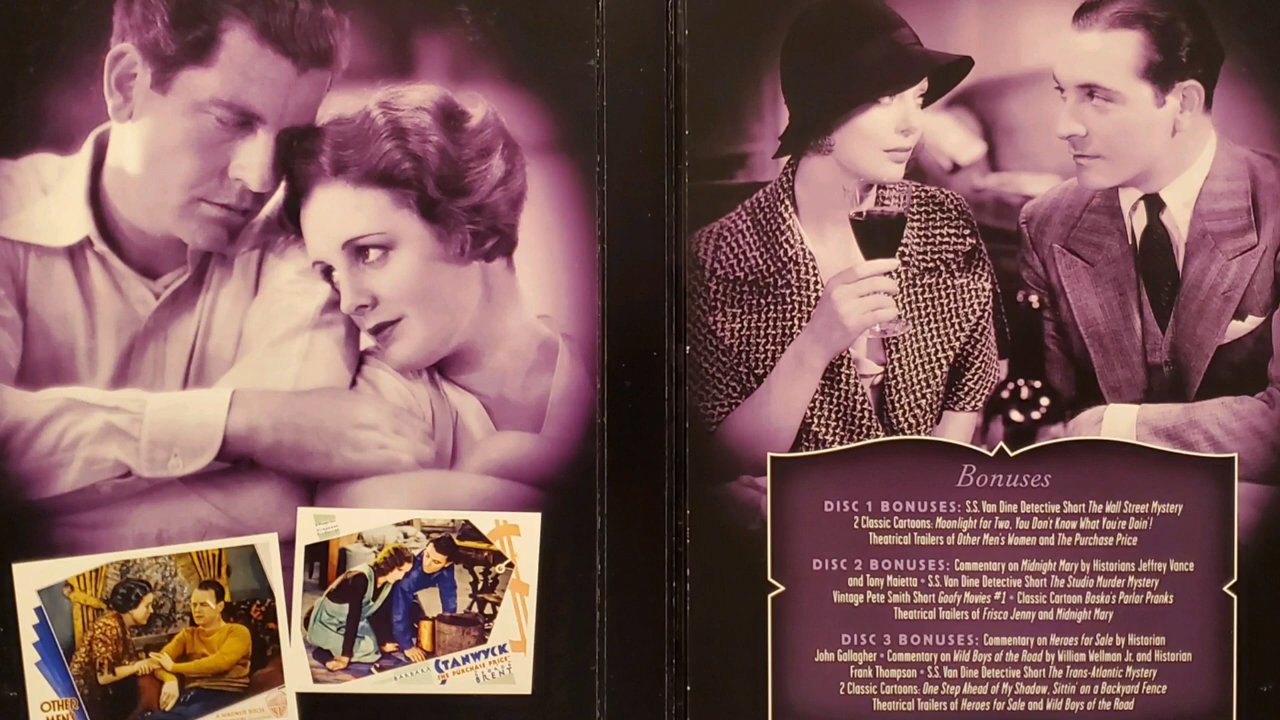 OTHER
MEN'S
BARBARA STANWYCK
THE PURCHASE PRICE
BRENT
Bonuses
DISC 1 BONUSES: S.S. Van Dine Detective Short The Wall Street Mystery
2 Classic Cartoons: Moonlight for Two, You Don't Know What You're Doin'!
Theatrical Trailers of Other Men's Women and The Purchase Price
DISC 2 BONUSES: Commentary on Midnight Mary by Historians Jeffrey Vance
and Tony Maietta • S.S. Van Dine Detective Short The Studio Murder Mystery
Vintage Pete Smith Short Goofy Movies #1 • Classic Cartoon Bosko's Parlor Pranks
Theatrical Trailers of Frisco Jenny and Midnight Mary
DISC 3 BONUSES: Commentary on Heroes for Sale by Historian
John Gallagher • Commentary on Wild Boys of the Road by William Wellman Jr. and Historian
Frank Thompson • S.S. Van Dine Detective Short The Trans-Atlantic Mystery
2 Classic Cartoons: One Step Ahead of My Shadow, Sittin' on a Backyard Fence
Theatrical Trailers of Heroes for Sale and Wild Boys of the Road